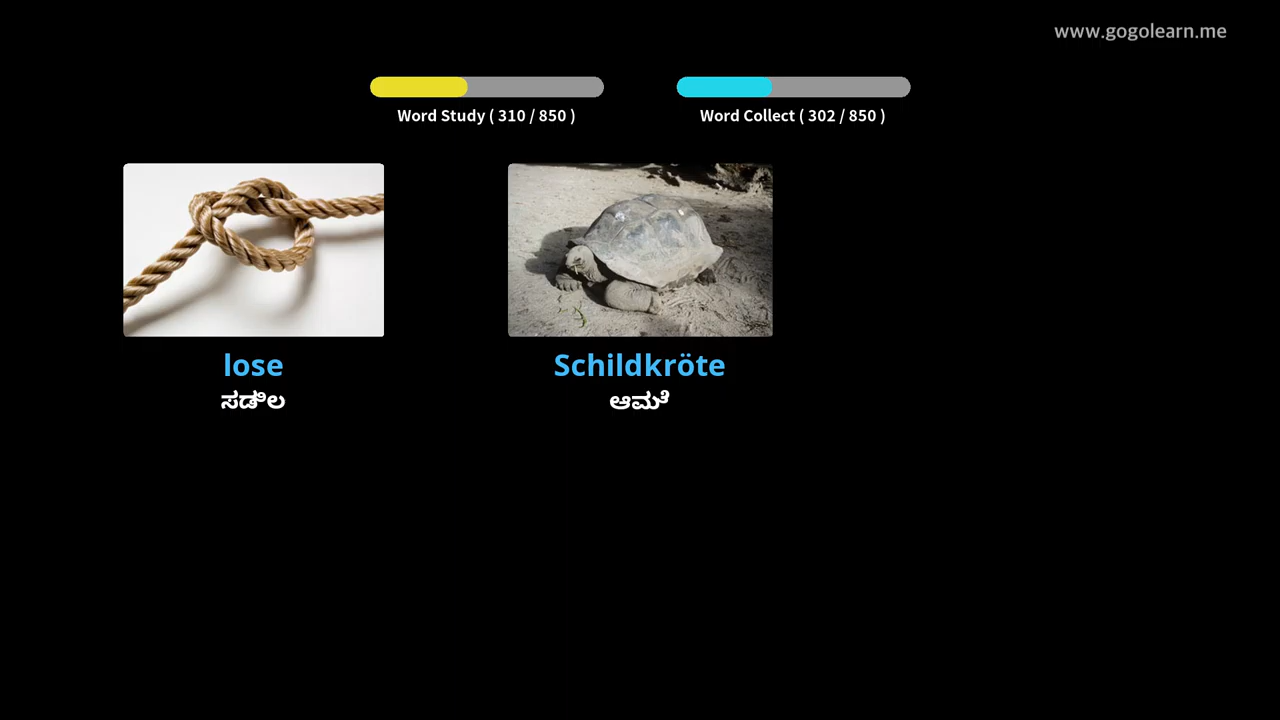 www.gogolearn.me
Word Study ( 310 / 850 )
Word Collect ( 302 / 850 )
lose
ಸಡಿಲ
Schildkröte
ಆಮೆ